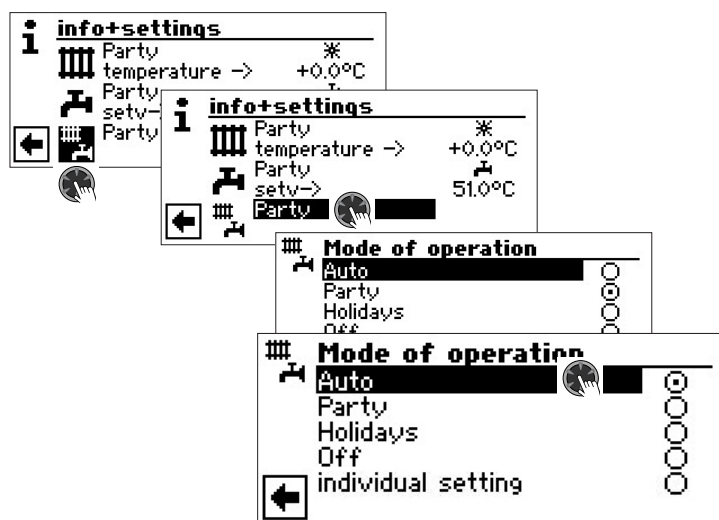 info+settings
Party
temperature -> +0.0°C
Party
setv-
Party
info+settings
Party
temperature -> +0.0°C
Party
setv-> 51.0°C
Party
Mode of operation
Auto
Party
Holidays
Off
Mode of operation
Auto
Party
Holidays
Off
individual setting